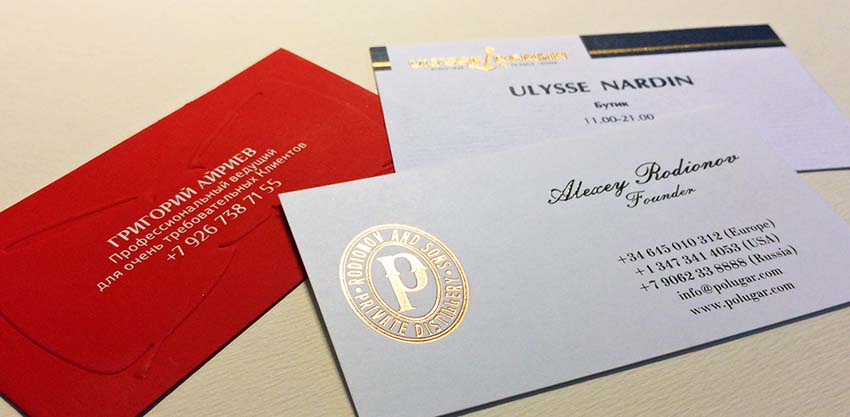 ГРИГОРИЙ АЙРИЕВ
Профессиональный ведущий
для очень требовательных Клиентов
+7 926 738 71 55
ULYSSE NARDIN
ULYSSE NARDIN
Бутик
11.00-21.00
Alexey Rodionov
Founder
+34 645 010 312 (Europe)
+1 347 341 4053 (USA)
+7 9062 33 8888 (Russia)
info@polugar.com
www.polugar.com
RODIONOV AND SONS
P
PRIVATE DISTILLERY